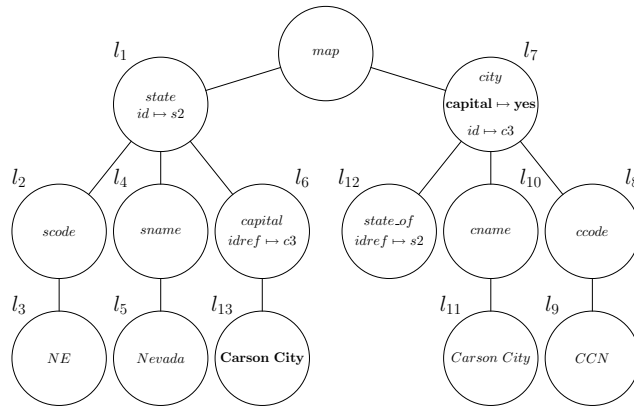 map
l1
l7
state
id ↦ s2
city
capital ↦ yes
id ↦ c3
l2
l4
l6
l12
l10
l8
scode
sname
capital
idref ↦ c3
state_of
idref ↦ s2
cname
ccode
l3
l5
l13
l11
l9
NE
Nevada
Carson City
Carson City
CCN